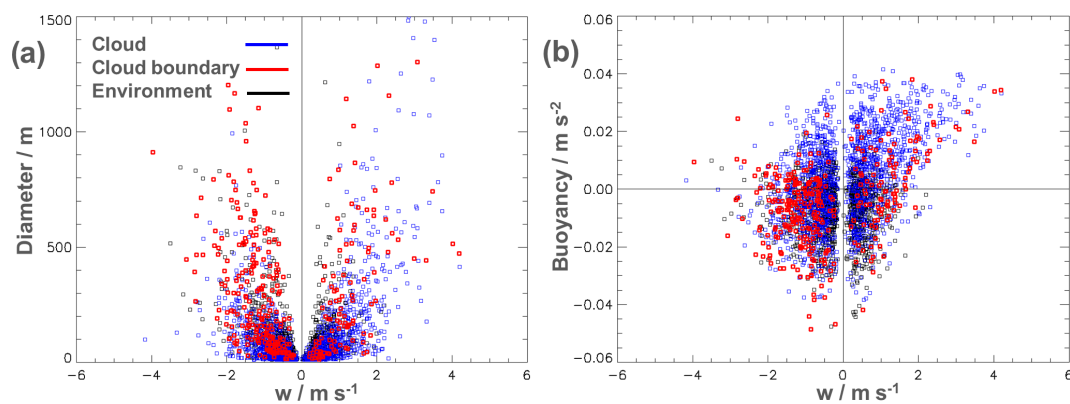 (a)
Cloud
Cloud boundary
Environment
Diameter / m
1500
1000
500
0
−6 −4 −2 0 2 4 6
w / m s-1
(b)
Buoyancy / m s-2
0.06
0.04
0.02
0.00
−0.02
−0.04
−0.06
−6 −4 −2 0 2 4 6
w / m s-1